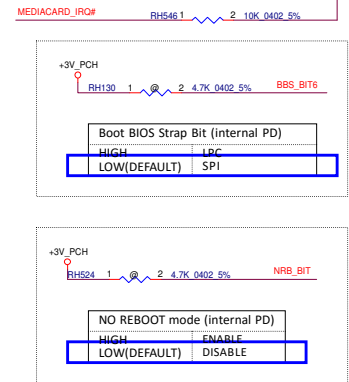 MEDIACARD_IRQ# RH546 1 2 10K_0402_5%
+3V_PCH
RH130 1 @ 2 4.7K_0402_5% BBS_BIT6
Boot BIOS Strap Bit (internal PD)
HIGH LPC
LOW(DEFAULT) SPI
+3V_PCH
RH524 1 @ 2 4.7K_0402_5% NRB_BIT
NO REBOOT mode (internal PD)
HIGH ENABLE
LOW(DEFAULT) DISABLE